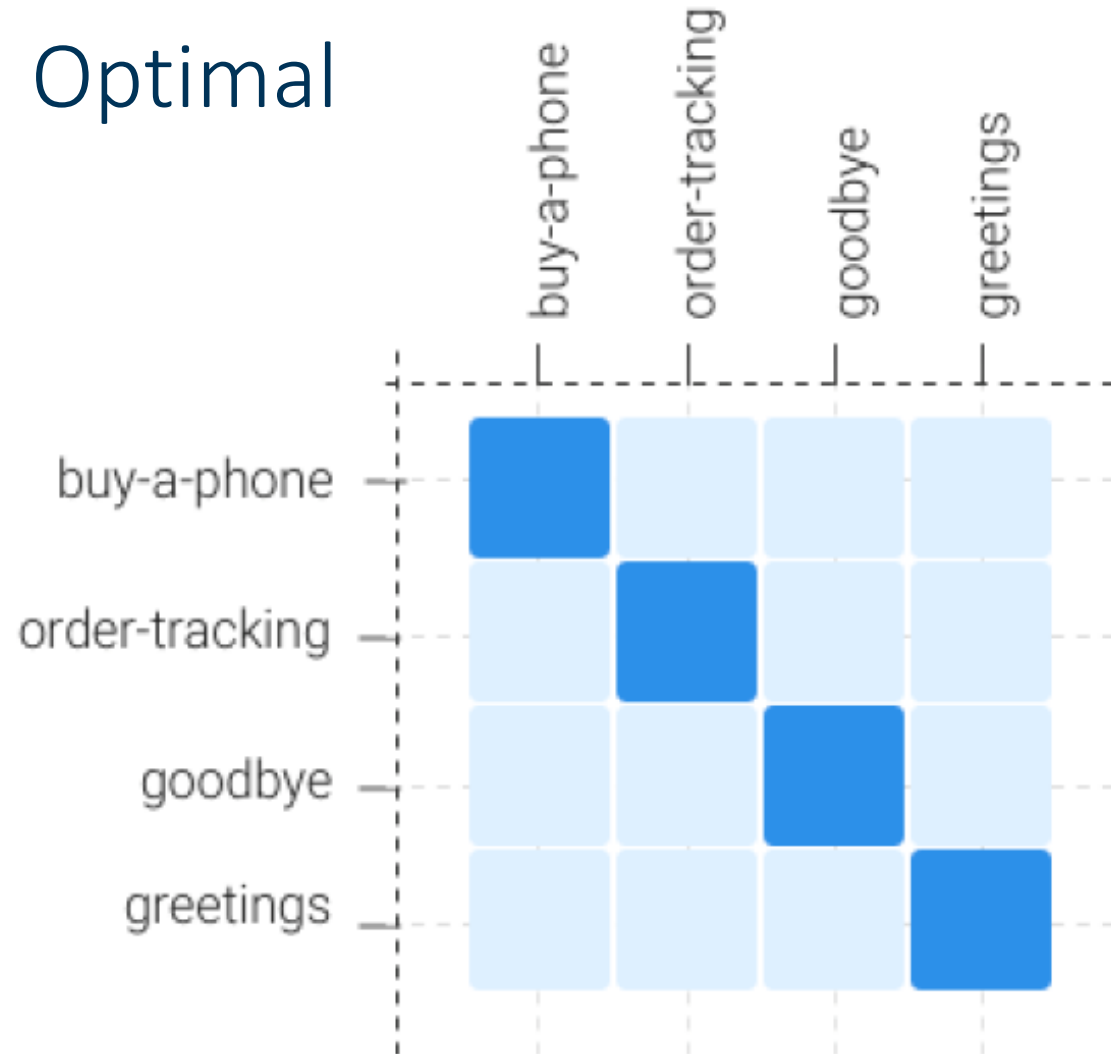 Optimal
buy-a-phone
order-tracking
goodbye
greetings
buy-a-phone
order-tracking
goodbye
greetings